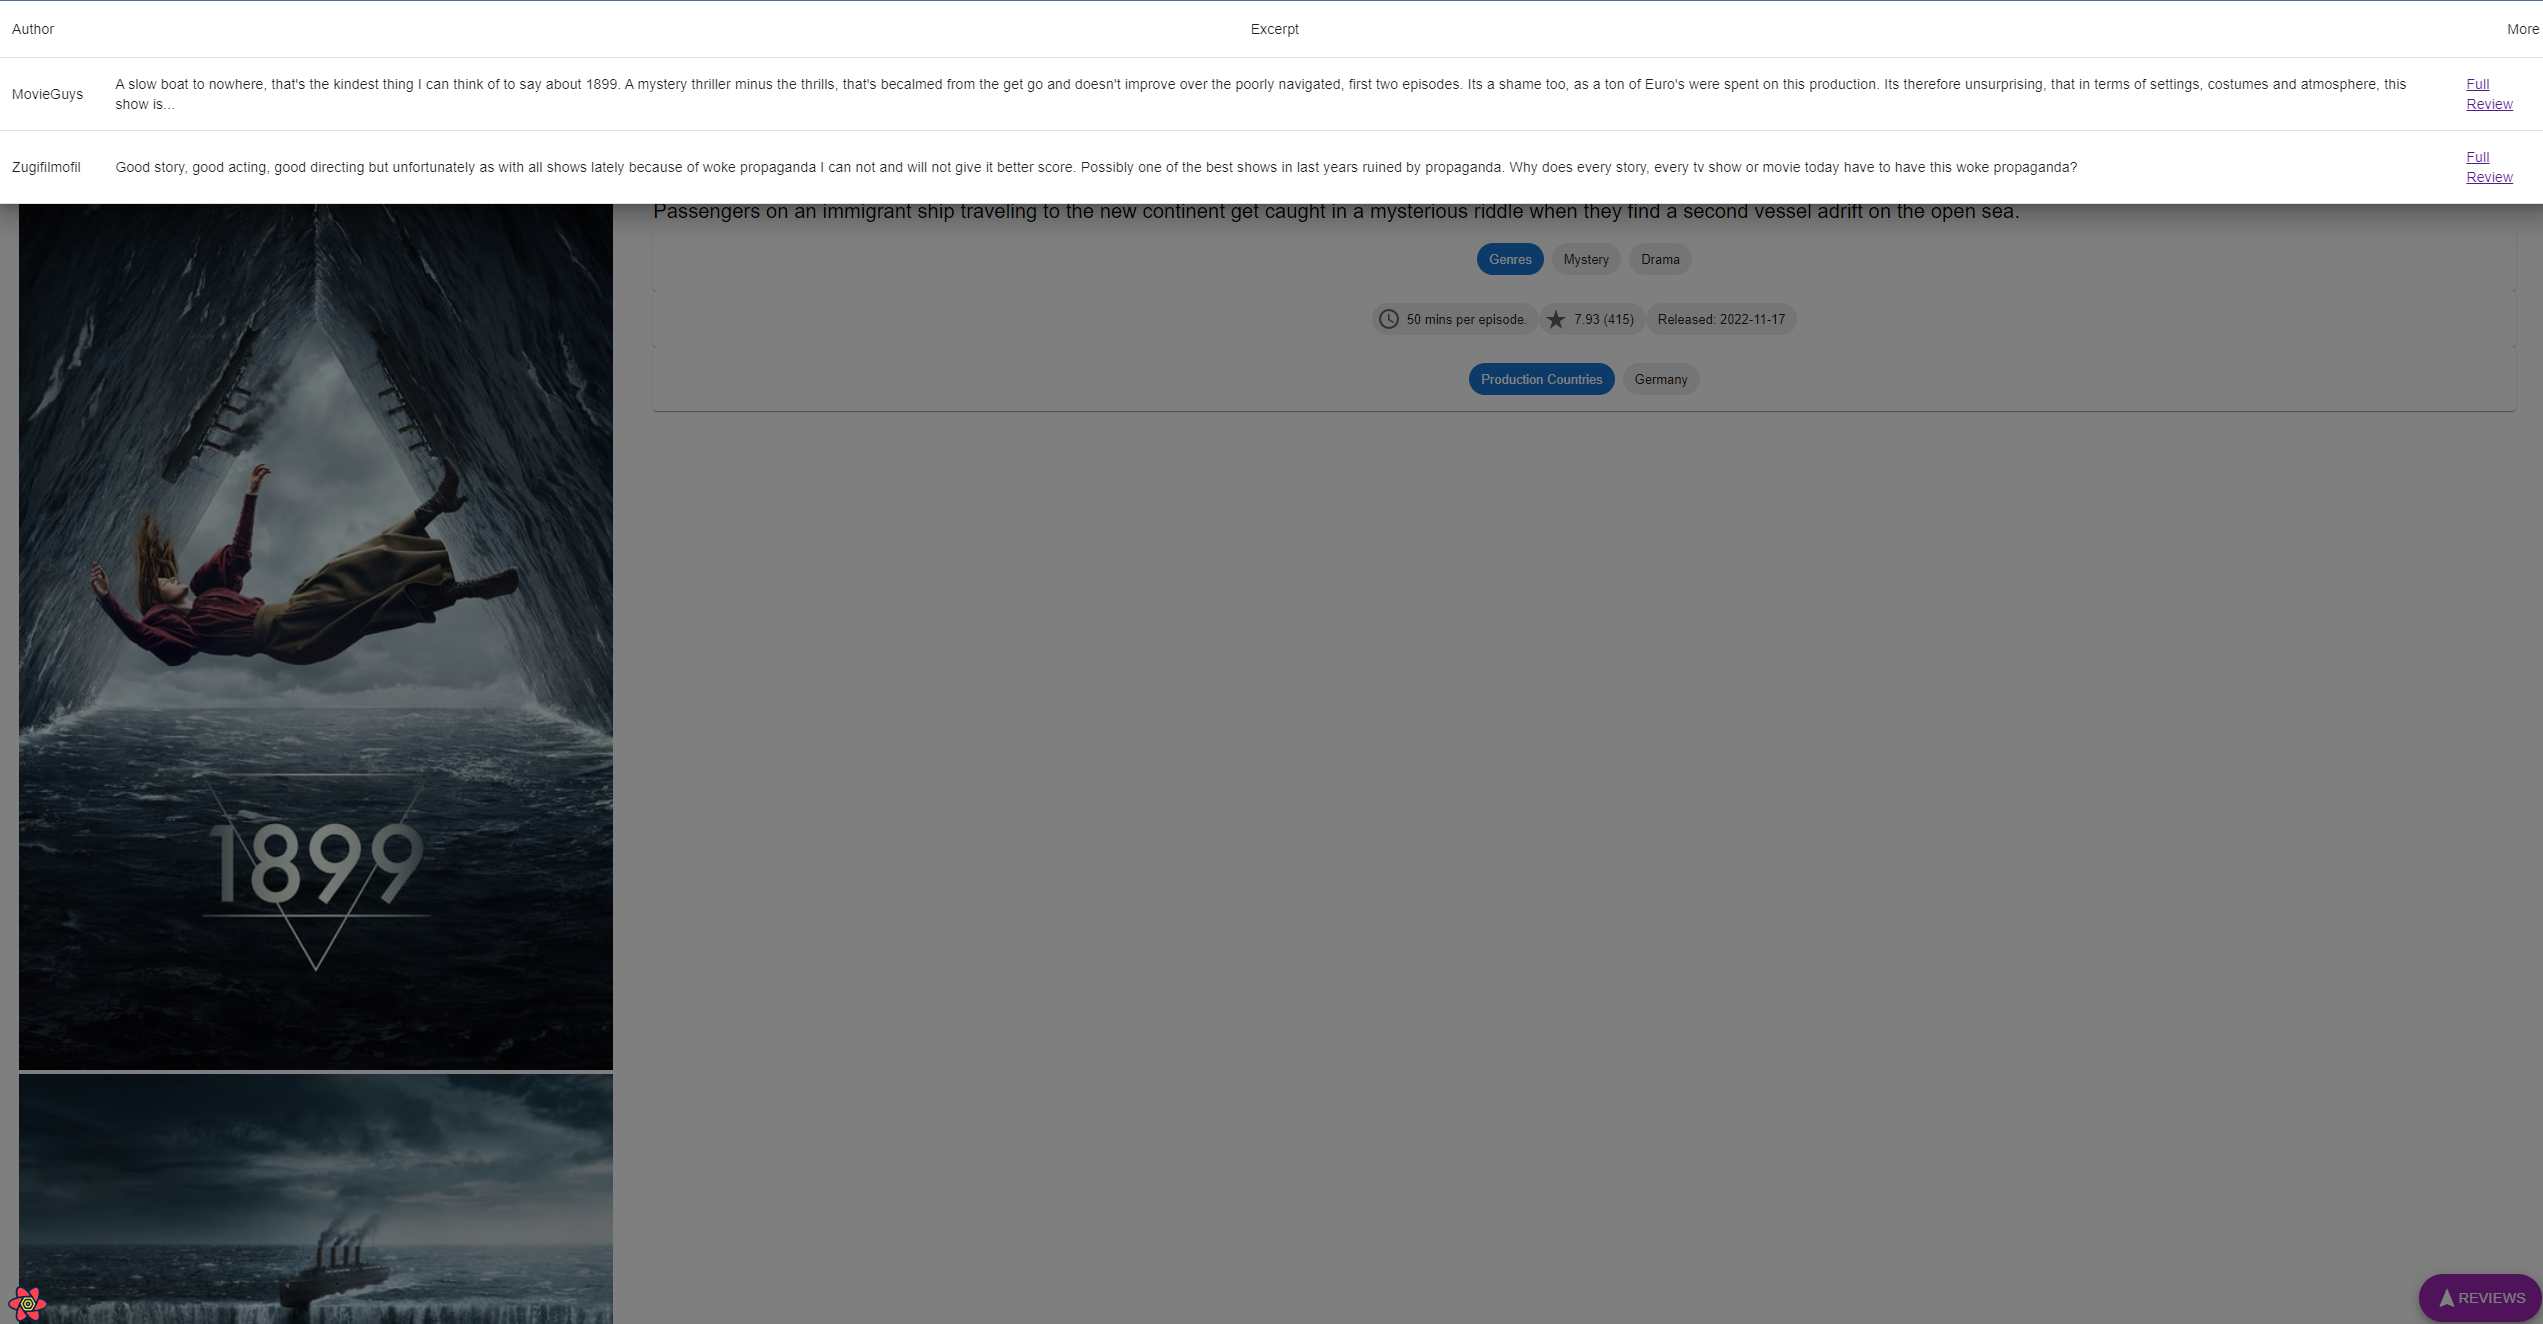 Author Excerpt More
MovieGuys A slow boat to nowhere, that's the kindest thing I can think of to say about 1899. A mystery thriller minus the thrills, that's becalmed from the get go and doesn't improve over the poorly navigated, first two episodes. Its a shame too, as a ton of Euro's were spent on this production. Its therefore unsurprising, that in terms of settings, costumes and atmosphere, this Full
show is... Review
Zugifilmofil Good story, good acting, good directing but unfortunately as with all shows lately because of woke propaganda I can not and will not give it better score. Possibly one of the best shows in last years ruined by propaganda. Why does every story, every tv show or movie today have to have this woke propaganda? Full
Review
Passengers on an immigrant ship traveling to the new continent get caught in a mysterious riddle when they find a second vessel adrift on the open sea.
Genres Mystery Drama
50 mins per episode. 7.93 (415) Released: 2022-11-17
Production Countries Germany
1899
REVIEWS